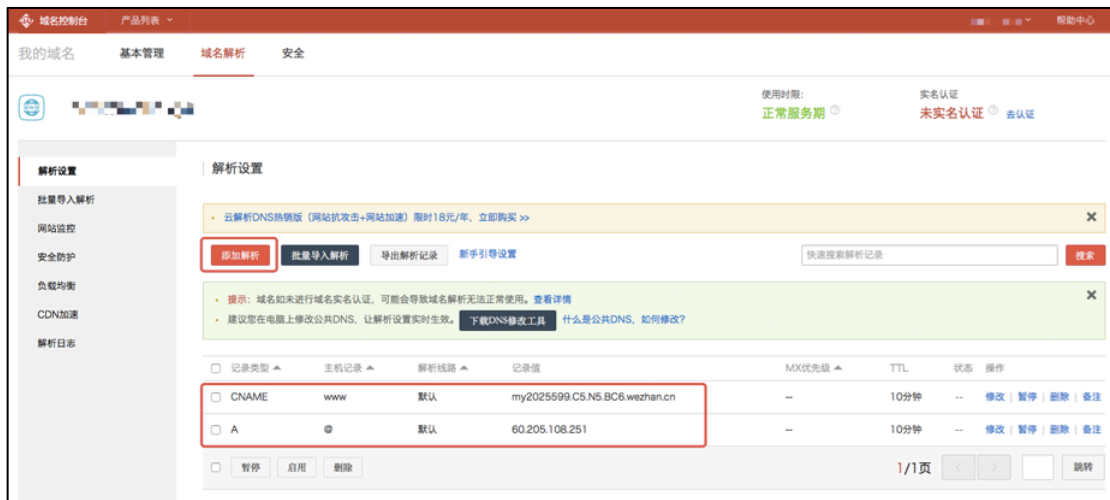 域名控制台 产品列表 帮助中心
我的域名 基本管理 域名解析 安全
使用时限: 实名认证
正常服务期 未实名认证 去认证
解析设置 解析设置
批量导入解析
云解析DNS热销版（网站抗攻击+网站加速）限时18元/年，立即购买 >>
网站监控
安全防护 添加解析 批量导入解析 导出解析记录 新手引导设置 快速搜索解析记录 搜索
负载均衡
提示：域名如未进行域名实名认证，可能会导致域名解析无法正常使用。查看详情
CDN加速
建议您在电脑上修改公共DNS，让解析设置实时生效。 下载DNS修改工具 什么是公共DNS，如何修改?
解析日志
记录类型 主机记录 解析线路 记录值 MX优先级 TTL 状态 操作
CNAME www 默认 my2025599.C5.N5.BC6.wezhan.cn -- 10分钟 -- 修改 | 暂停 | 删除 | 备注
A @ 默认 60.205.108.251 -- 10分钟 -- 修改 | 暂停 | 删除 | 备注
暂停 启用 删除 1/1页 < > 跳转